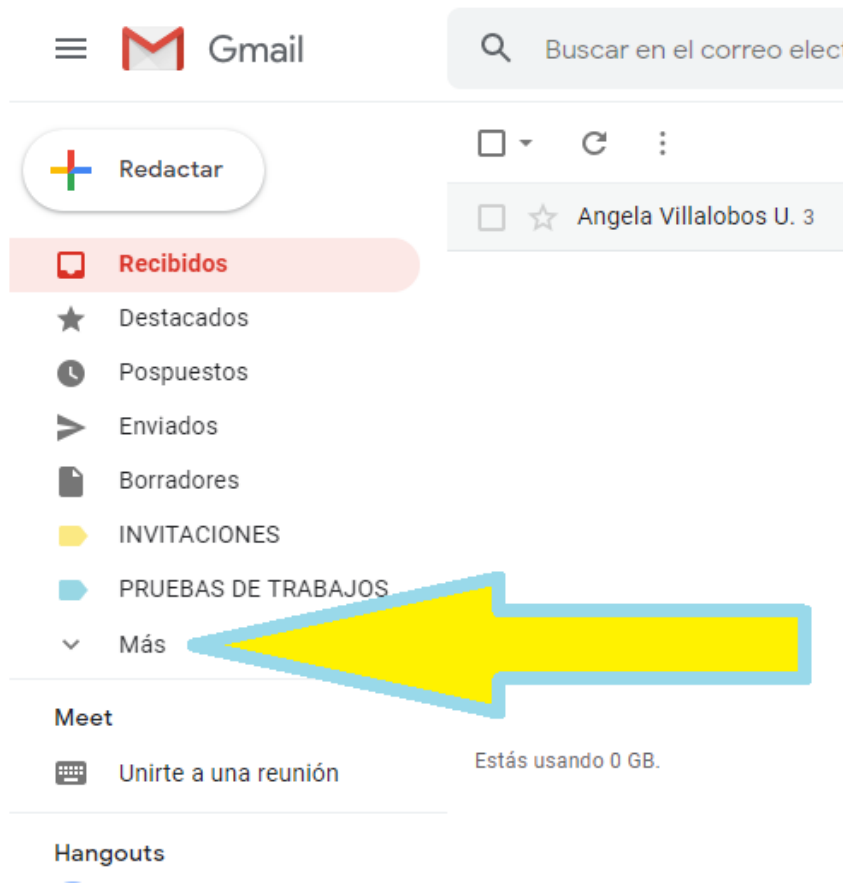 Gmail
Buscar en el correo elec
Redactar
Angela Villalobos U. 3
Recibidos
Destacados
Pospuestos
Enviados
Borradores
INVITACIONES
PRUEBAS DE TRABAJOS
Más
Meet
Unirte a una reunión
Estás usando 0 GB.
Hangouts